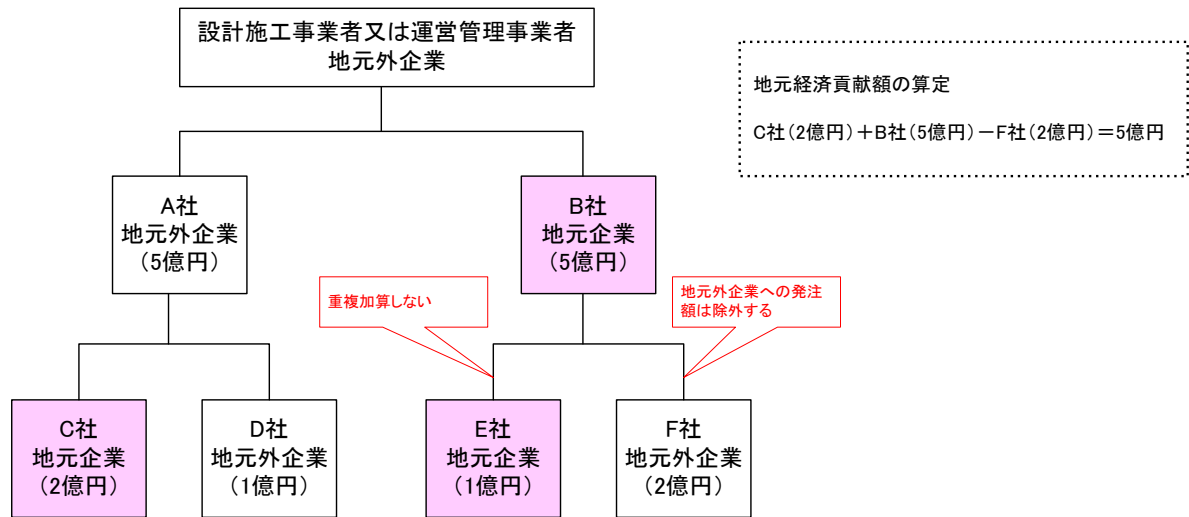 設計施工事業者又は運営管理事業者
地元外企業
地元経済貢献額の算定
C社(2億円)+B社(5億円)-F社(2億円)=5億円
A社
地元外企業
(5億円)
B社
地元企業
(5億円)
重複加算しない
地元外企業への発注
額は除外する
C社
地元企業
(2億円)
D社
地元外企業
(1億円)
E社
地元企業
(1億円)
F社
地元外企業
(2億円)